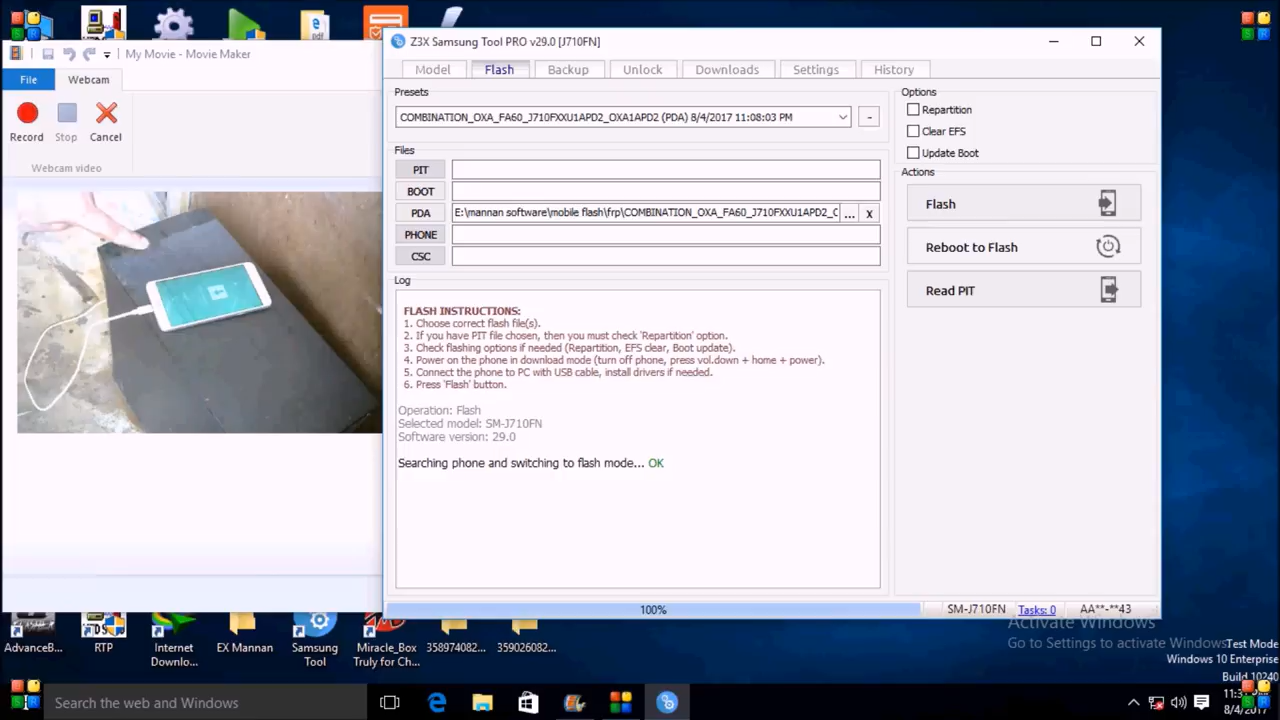 My Movie - Movie Maker
File
Webcam
Record
Stop
Cancel
Webcam video
Z3X Samsung Tool PRO v29.0 [J710FN]
Model
Flash
Backup
Unlock
Downloads
Settings
History
Presets
COMBINATION_OXA_FA60_J710FXXU1APD2_OXA1APD2 (PDA) 8/4/2017 11:08:03 PM
-
Files
PIT
BOOT
PDA
E:\mannan software\mobile flash\frp\COMBINATION_OXA_FA60_J710FXXU1APD2_C
...
x
PHONE
CSC
Log
FLASH INSTRUCTIONS:
1. Choose correct flash file(s).
2. If you have PIT file chosen, then you must check 'Repartition' option.
3. Check flashing options if needed (Repartition, EFS clear, Boot update).
4. Power on the phone in download mode (turn off phone, press vol.down + home + power).
5. Connect the phone to PC with USB cable, install drivers if needed.
6. Press 'Flash' button.
Operation: Flash
Selected model: SM-J710FN
Software version: 29.0
Searching phone and switching to flash mode... OK
Options
Repartition
Clear EFS
Update Boot
Actions
Flash
Reboot to Flash
Read PIT
100%
SM-J710FN
Tasks: 0
AA**-**43
Activate Windows
Go to Settings to activate Windows
Test Mode
Windows 10 Enterprise
Build 10240
AdvanceB...
RTP
Internet
Downlo...
EX Mannan
Samsung
Tool
Miracle_Box
Truly for Ch...
358974082...
359026082...
Search the web and Windows
8/4/2017